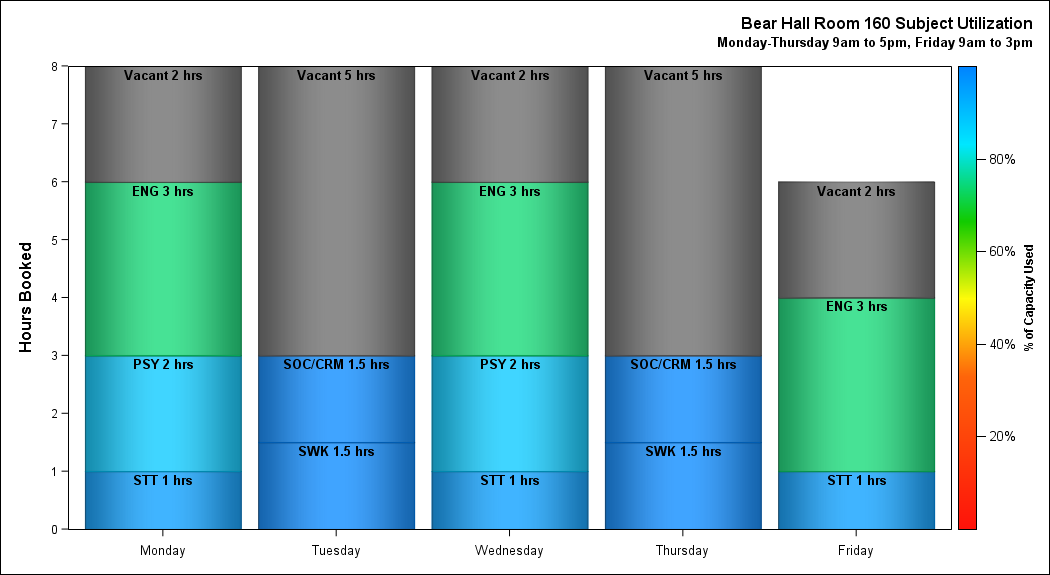 Bear Hall Room 160 Subject Utilization
Monday-Thursday 9am to 5pm, Friday 9am to 3pm
Hours Booked
8
7
6
5
4
3
2
1
0
Vacant 2 hrs
ENG 3 hrs
PSY 2 hrs
STT 1 hrs
Monday
Vacant 5 hrs
SOC/CRM 1.5 hrs
SWK 1.5 hrs
Tuesday
Vacant 2 hrs
ENG 3 hrs
PSY 2 hrs
STT 1 hrs
Wednesday
Vacant 5 hrs
SOC/CRM 1.5 hrs
SWK 1.5 hrs
Thursday
Vacant 2 hrs
ENG 3 hrs
STT 1 hrs
Friday
80%
60%
40%
20%
% of Capacity Used